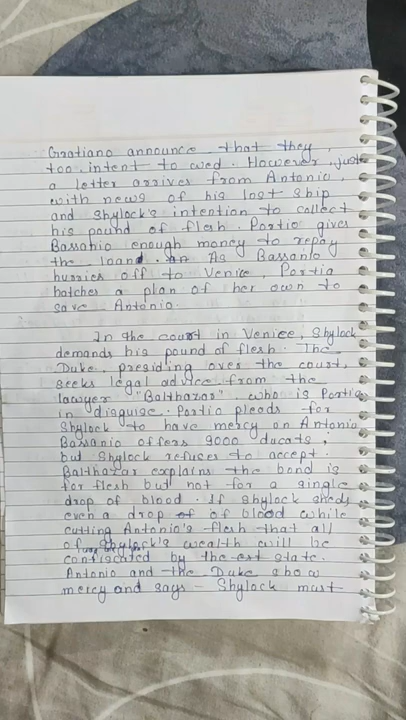 Gratiano announce that they,
too, intent to wed. However, just
a letter arrives from Antonio,
with news of his lost ship
and Shylock's intention to collect
his pound of flesh. Portio gives
Bassanio enough money to repay
the loand. As Bassanio
hurries off to Venice, Portia
hatches a plan of her own to
save Antonio.
In the court in Venice, Shylock
demands his pound of flesh. The
Duke, presiding over the court,
seeks legal advice from the
lawyer "Balthazar", who is Portia
in disguise. Portio pleads for
Shylock to have mercy on Antonio
Bassanio offers 9000 ducats,
but Shylock refuses to accept.
Balthazar explains the bond is
for flesh but not for a single
drop of blood. If Shylock sheds
even a drop of of blood while
cutting Antonio's flesh that all
of Shylock's wealth will be
confiscated by the state.
Antonio and the Duke show
mercy and says - Shylock must